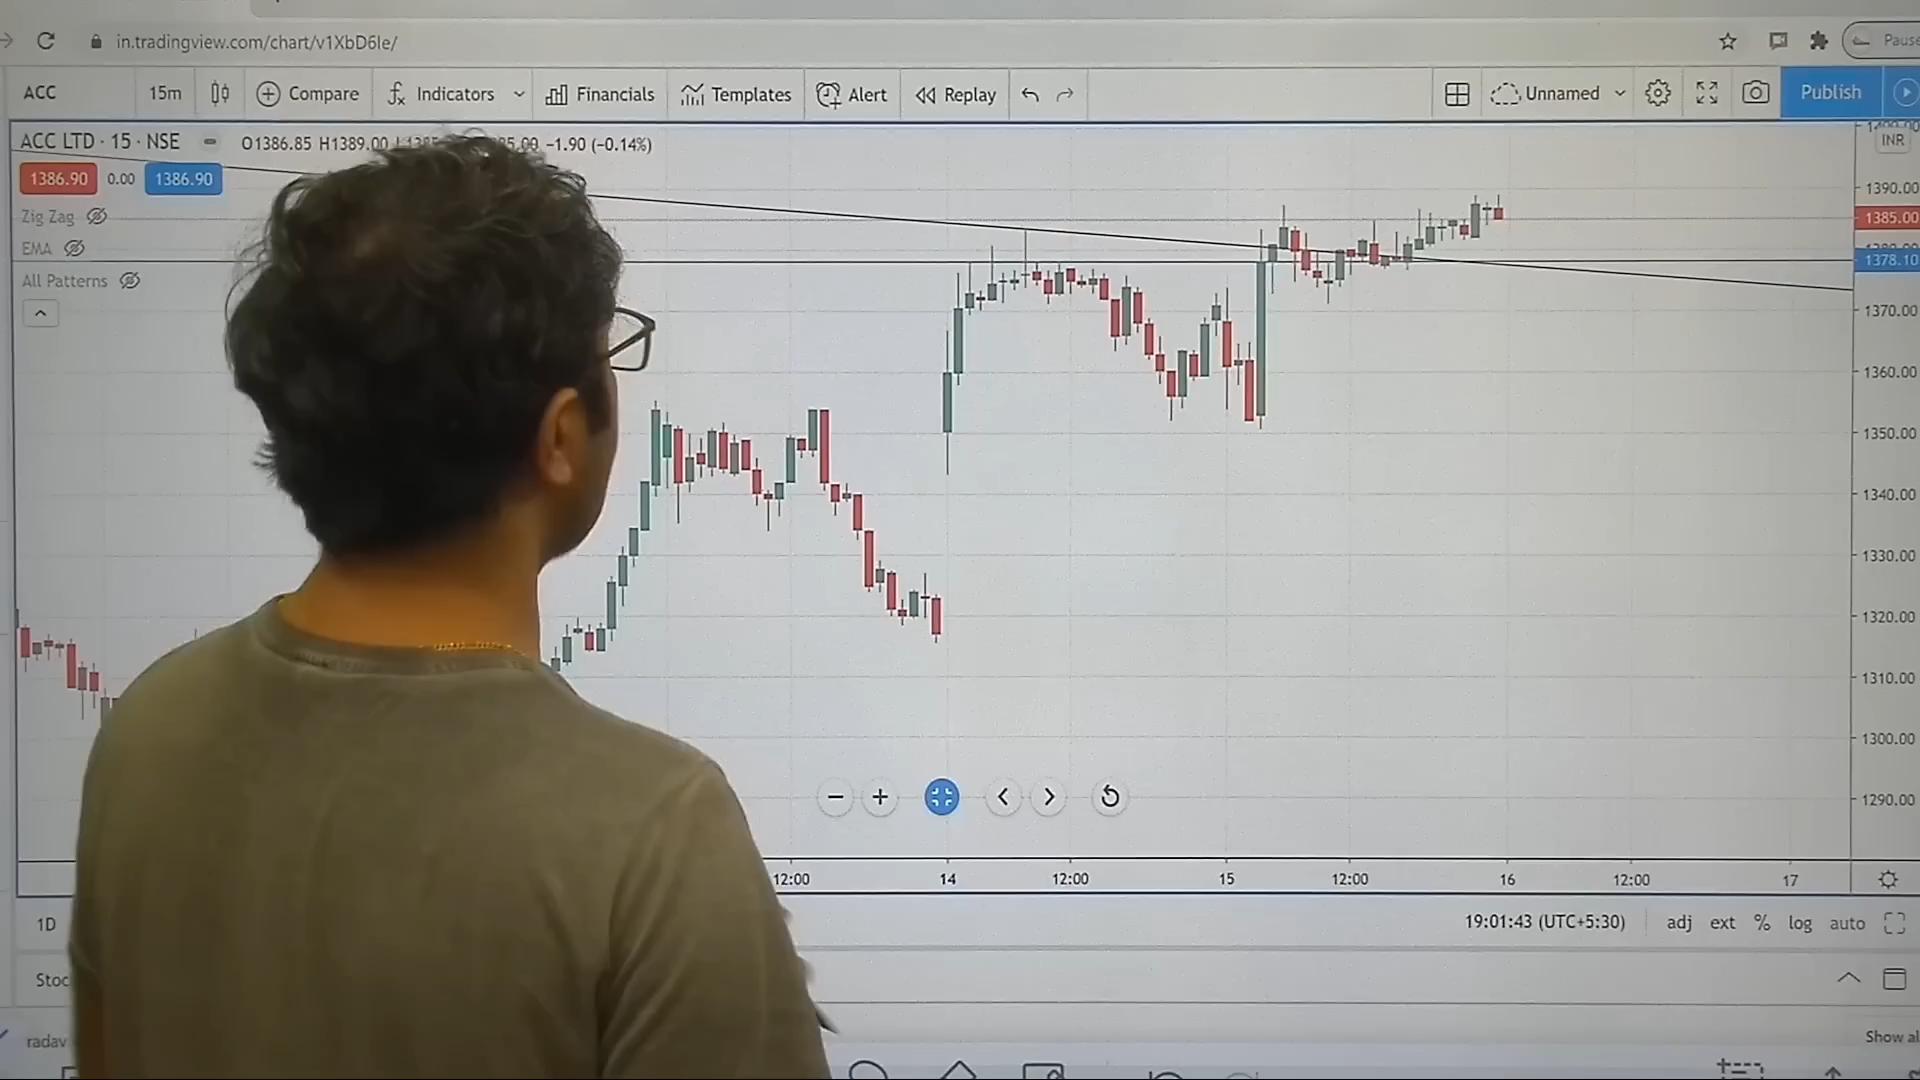 in.tradingview.com/chart/v1XbD6Ie/
ACC 15m Compare Indicators Financials Templates Alert Replay Unnamed Publish
ACC LTD · 15 · NSE O1386.85 H1389.00 −1.90 (−0.14%)
INR
1386.90 0.00 1386.90
1390.00
Zig Zag
1385.00
EMA
1378.10
All Patterns
1370.00
1360.00
1350.00
1340.00
1330.00
1320.00
1310.00
1300.00
1290.00
12:00 14 12:00 15 12:00 16 12:00 17
1D 19:01:43 (UTC+5:30) adj ext % log auto